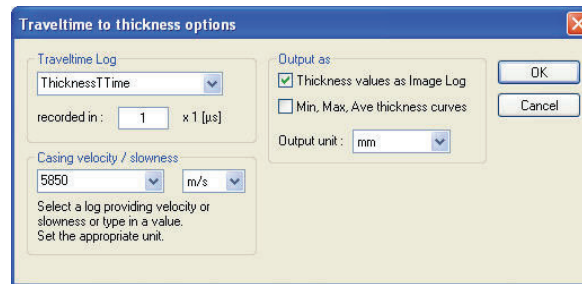 Traveltime to thickness options
Traveltime Log
ThicknessTTime
recorded in : 1 x 1 [µs]
Casing velocity / slowness
5850 m/s
Select a log providing velocity or
slowness or type in a value.
Set the appropriate unit.
Output as
Thickness values as Image Log
Min, Max, Ave thickness curves
Output unit : mm
OK
Cancel